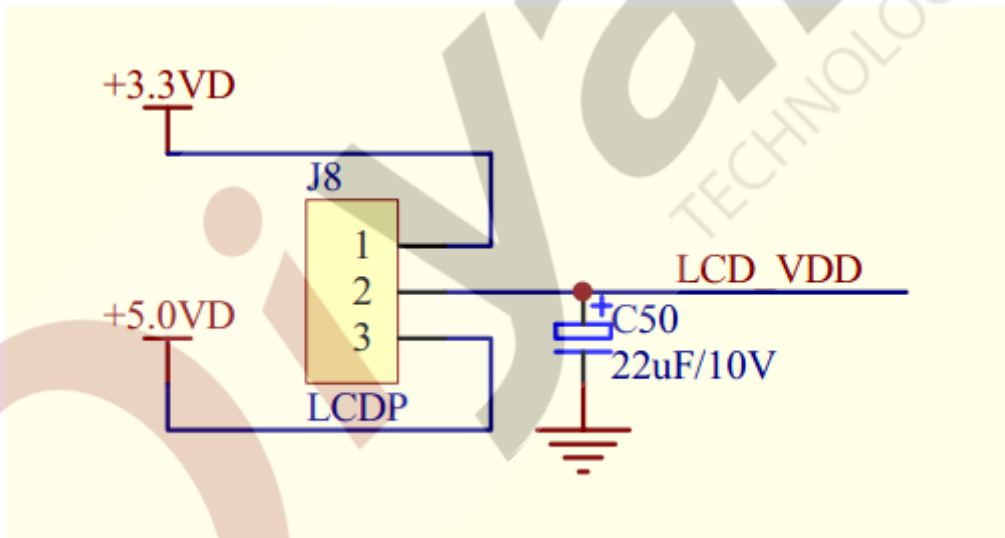 +3.3VD
J8
1
2
3
LCDP
+5.0VD
LCD_VDD
+
C50
22uF/10V
TECHNOLO